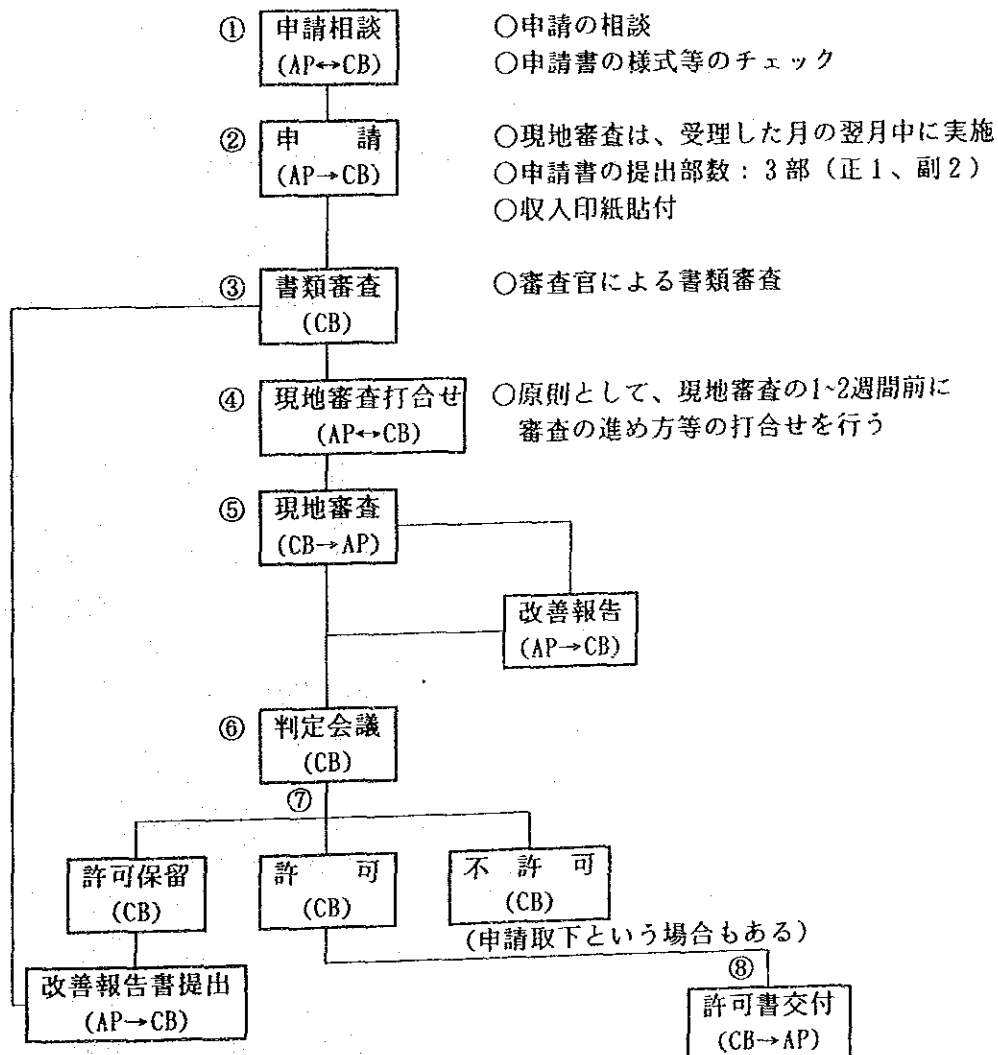 ① 申請相談 ○申請の相談
(AP↔CB) ○申請書の様式等のチェック
② 申　　請 ○現地審査は、受理した月の翌月中に実施
(AP→CB) ○申請書の提出部数：3部（正1、副2）
○収入印紙貼付
③ 書類審査 ○審査官による書類審査
(CB)
④ 現地審査打合せ ○原則として、現地審査の1~2週間前に
(AP↔CB) 審査の進め方等の打合せを行う
⑤ 現地審査
(CB→AP)
改善報告
(AP→CB)
⑥ 判定会議
(CB)
⑦
許可保留 許　　可 不　許　可
(CB) (CB) (CB)
(申請取下という場合もある)
⑧
改善報告書提出 許可書交付
(AP→CB) (CB→AP)